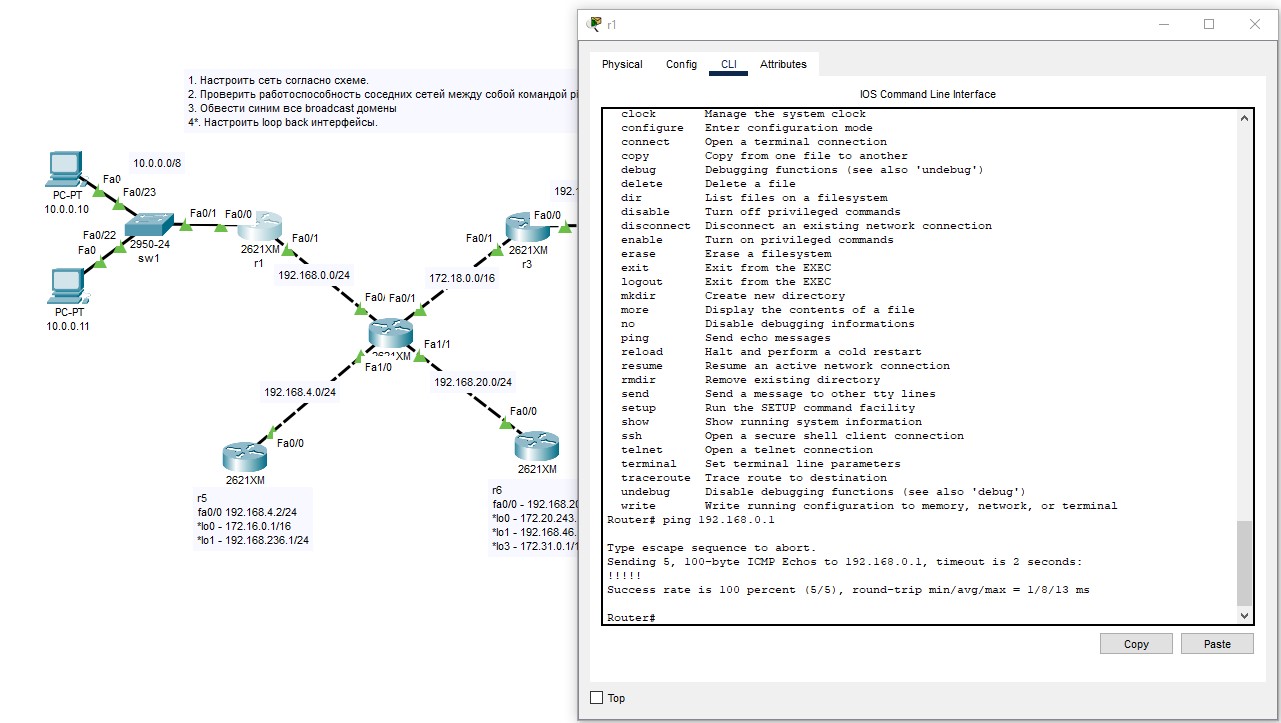 1. Настроить сеть согласно схеме.
2. Проверить работоспособность соседних сетей между собой командой pi
3. Обвести синим все broadcast домены
4*. Настроить loop back интерфейсы.
10.0.0.0/8
Fa0
Fa0/23
PC-PT
10.0.0.10
Fa0/1
Fa0/0
Fa0/22
Fa0
2950-24
sw1
2621XM
r1
Fa0/1
PC-PT
10.0.0.11
192.168.0.0/24
192.1
Fa0/0
Fa0/1
2621XM
r3
172.18.0.0/16
Fa0/
Fa0/1
2621XM
Fa1/1
Fa1/0
192.168.4.0/24
192.168.20.0/24
Fa0/0
Fa0/0
2621XM
2621XM
r5
fa0/0 192.168.4.2/24
*lo0 - 172.16.0.1/16
*lo1 - 192.168.236.1/24
r6
fa0/0 - 192.168.20
*lo0 - 172.20.243.
*lo1 - 192.168.46.
*lo3 - 172.31.0.1/1
r1
Physical Config CLI Attributes
IOS Command Line Interface
clock Manage the system clock
configure Enter configuration mode
connect Open a terminal connection
copy Copy from one file to another
debug Debugging functions (see also 'undebug')
delete Delete a file
dir List files on a filesystem
disable Turn off privileged commands
disconnect Disconnect an existing network connection
enable Turn on privileged commands
erase Erase a filesystem
exit Exit from the EXEC
logout Exit from the EXEC
mkdir Create new directory
more Display the contents of a file
no Disable debugging informations
ping Send echo messages
reload Halt and perform a cold restart
resume Resume an active network connection
rmdir Remove existing directory
send Send a message to other tty lines
setup Run the SETUP command facility
show Show running system information
ssh Open a secure shell client connection
telnet Open a telnet connection
terminal Set terminal line parameters
traceroute Trace route to destination
undebug Disable debugging functions (see also 'debug')
write Write running configuration to memory, network, or terminal
Router# ping 192.168.0.1
Type escape sequence to abort.
Sending 5, 100-byte ICMP Echos to 192.168.0.1, timeout is 2 seconds:
!!!!!
Success rate is 100 percent (5/5), round-trip min/avg/max = 1/8/13 ms
Router#
Copy Paste
Top